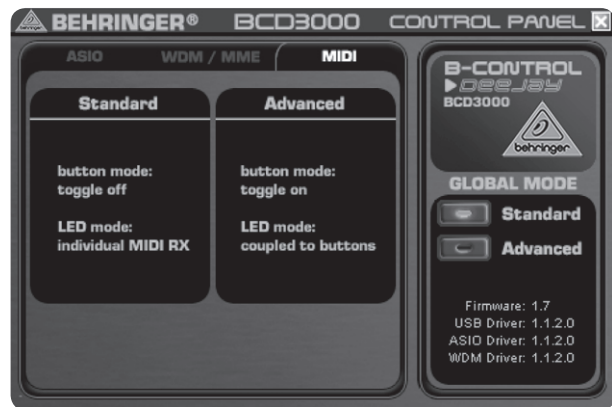 BEHRINGER® BCD3000 CONTROL PANEL
ASIO WDM / MME MIDI
Standard
button mode:
toggle off
LED mode:
individual MIDI RX
Advanced
button mode:
toggle on
LED mode:
coupled to buttons
B-CONTROL
DEEJAY
BCD3000
behringer
GLOBAL MODE
Standard
Advanced
Firmware: 1.7
USB Driver: 1.1.2.0
ASIO Driver: 1.1.2.0
WDM Driver: 1.1.2.0